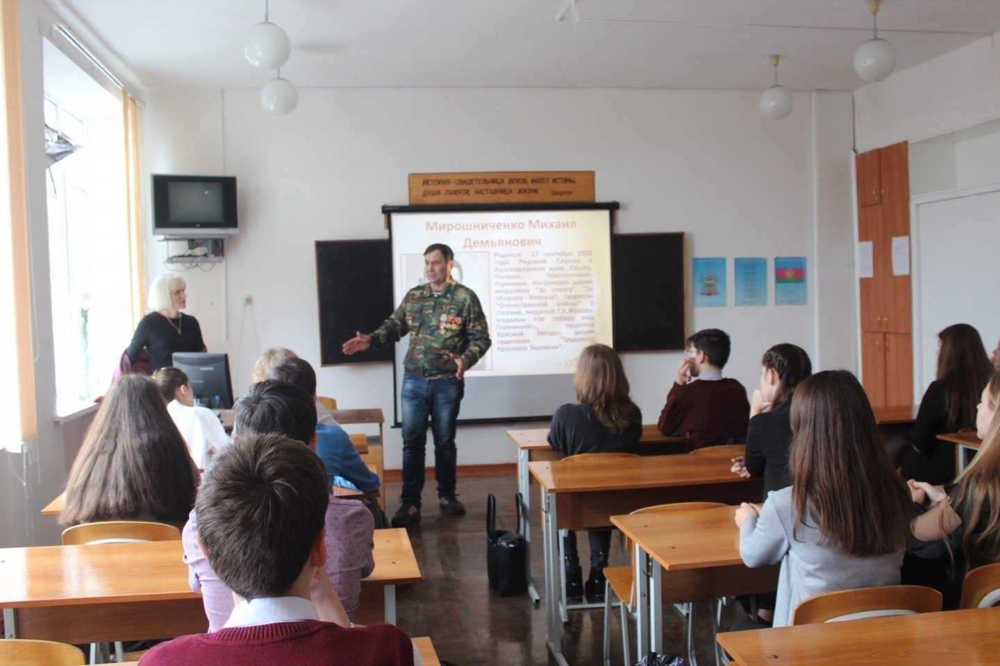 ИСТОРИЯ-СВИДЕТЕЛЬНИЦА ВЕКОВ, ФАКЕЛ ИСТИНЫ,
ДУША ПАМЯТИ, НАСТАВНИЦА ЖИЗНИ. Цицерон
Мирошниченко Михаил
Демьянович
Родился 17 сентября 1924
года. Рядовой. Служил в
Краснодарском крае, Крыму,
Польше, Чехословакии,
Германии. Награжден двумя
медалями "За отвагу", "За
оборону Кавказа", орденом
"Отечественной войны" 2
степени, медалью Г.К.Жукова,
медалью «За победу над
Германией», орденом
Красной Звезды, двумя
орденами "Трудового
Красного Знамени".